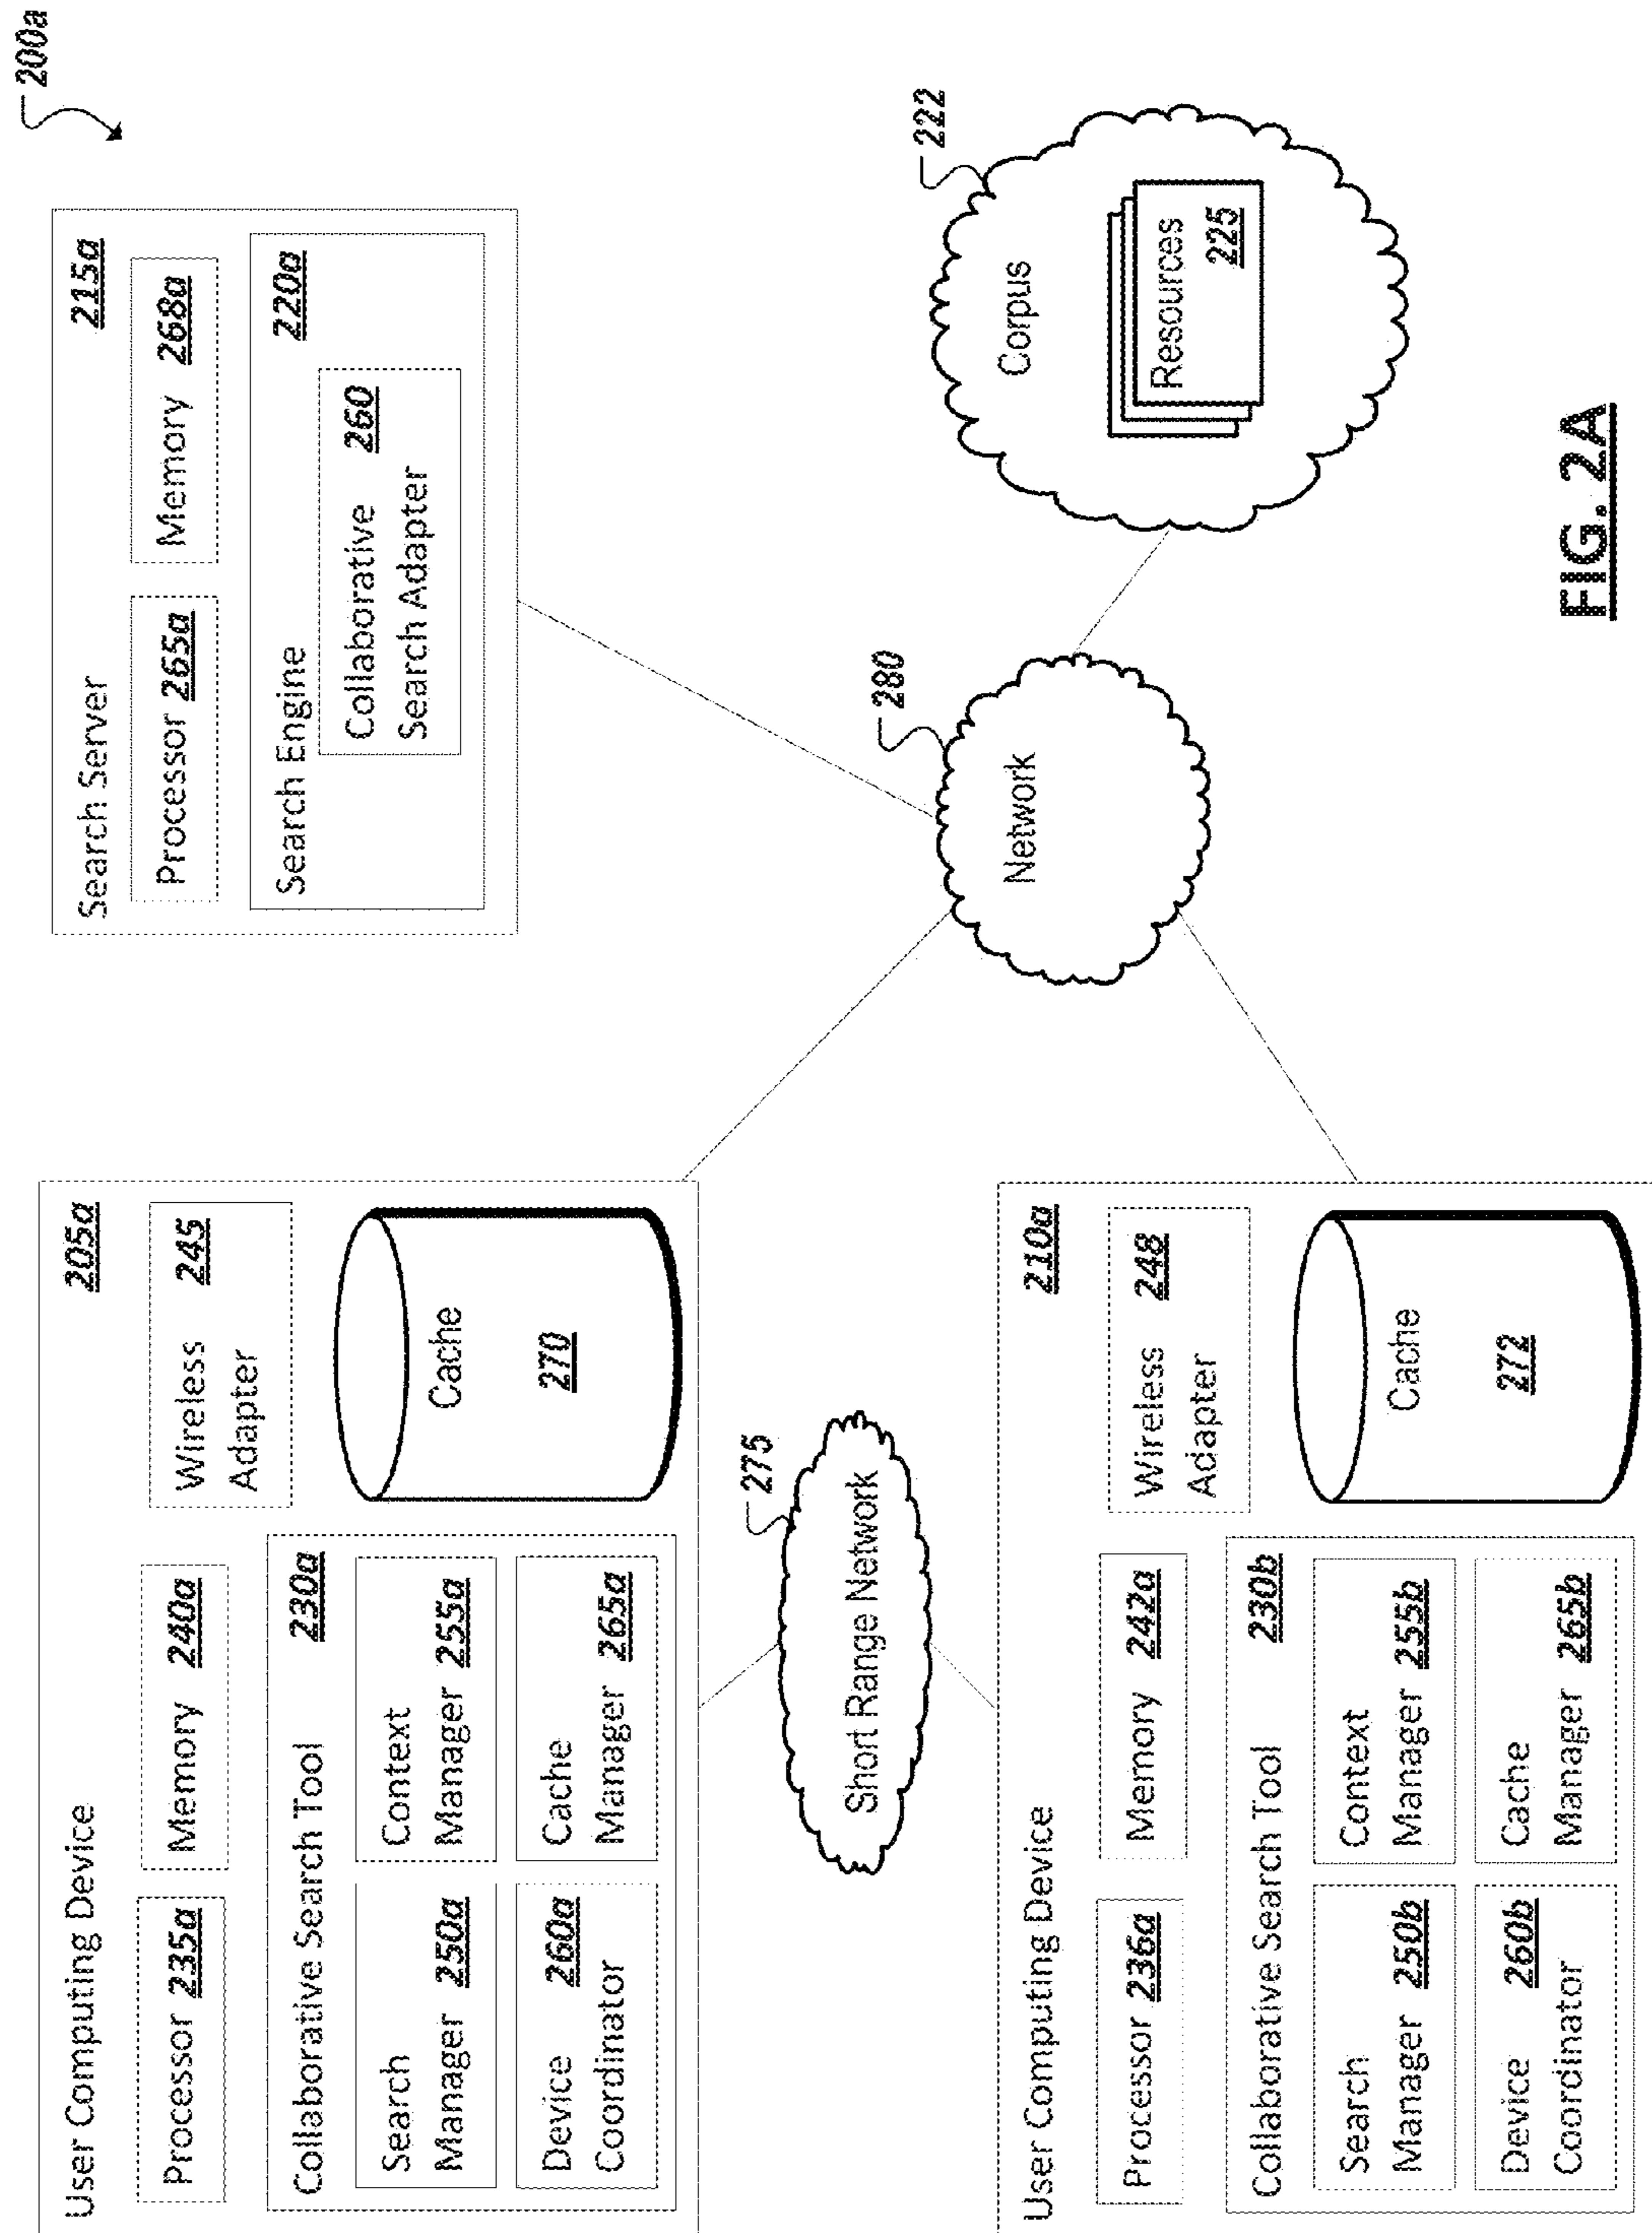 200a
User Computing Device
205a
Processor 235a
Memory 240a
Wireless 245
Adapter
Collaborative Search Tool 230a
Search
Manager 250a
Context
Manager 255a
Device 260a
Coordinator
Cache
Manager 265a
Cache
270
Short Range Network
275
User Computing Device
210a
Processor 236a
Memory 242a
Wireless 248
Adapter
Collaborative Search Tool 230b
Search
Manager 250b
Context
Manager 255b
Device 260b
Coordinator
Cache
Manager 265b
Cache
272
Search Server
215a
Processor 265a
Memory 268a
Search Engine
220a
Collaborative 260
Search Adapter
Network
280
Corpus
222
Resources
225
FIG. 2A